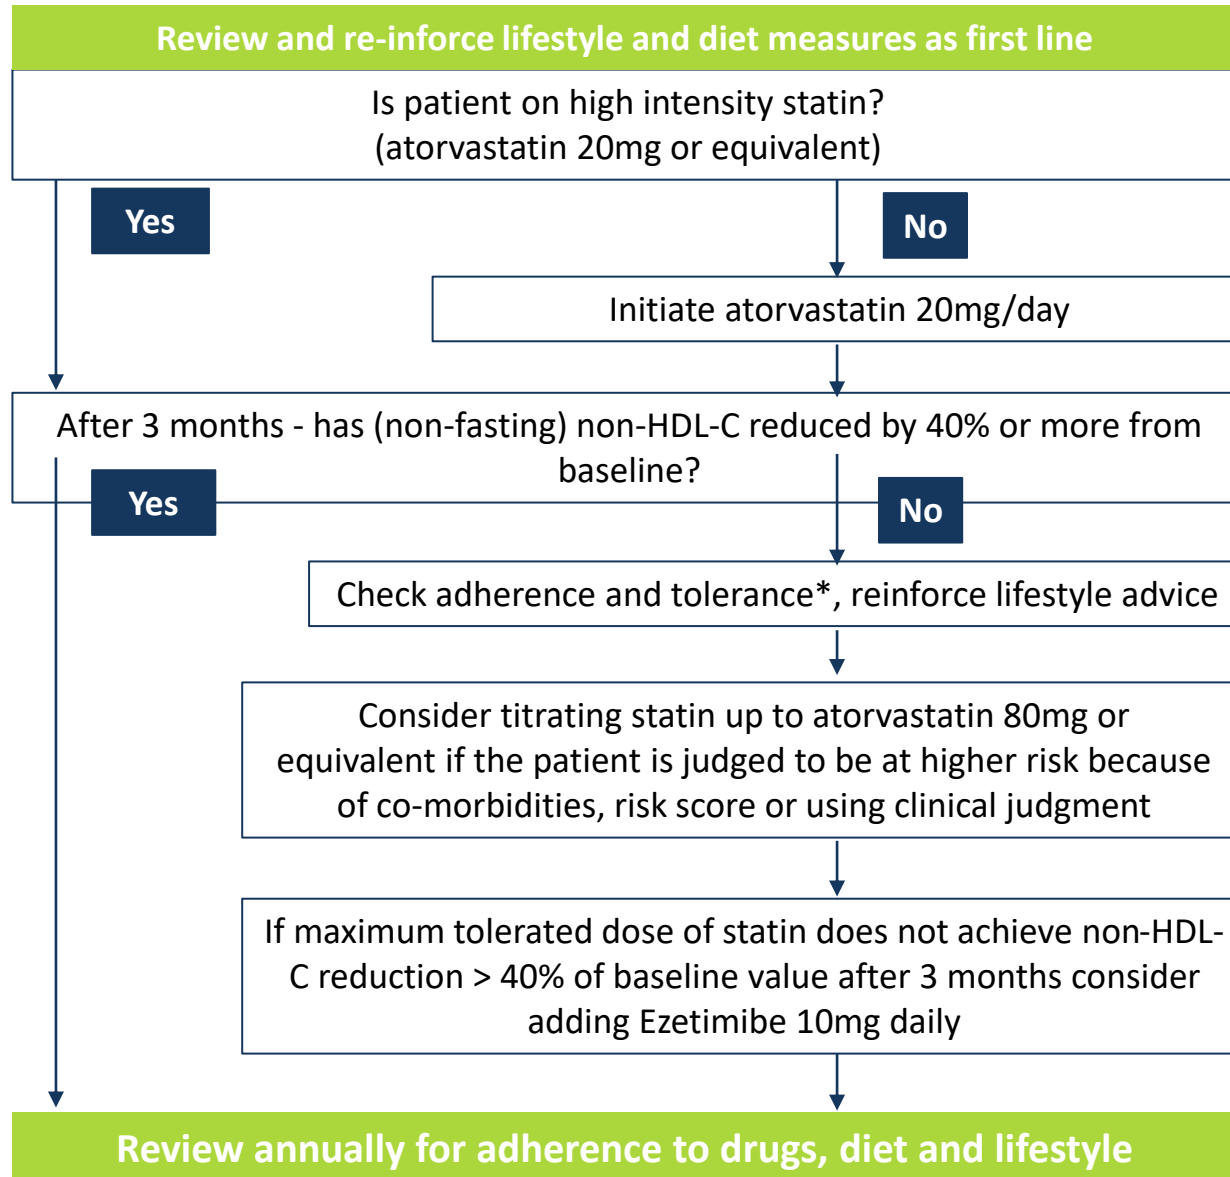 Review and re-inforce lifestyle and diet measures as first line
Is patient on high intensity statin?
(atorvastatin 20mg or equivalent)
Yes
No
Initiate atorvastatin 20mg/day
After 3 months - has (non-fasting) non-HDL-C reduced by 40% or more from
baseline?
Yes
No
Check adherence and tolerance*, reinforce lifestyle advice
Consider titrating statin up to atorvastatin 80mg or
equivalent if the patient is judged to be at higher risk because
of co-morbidities, risk score or using clinical judgment
If maximum tolerated dose of statin does not achieve non-HDL-
C reduction > 40% of baseline value after 3 months consider
adding Ezetimibe 10mg daily
Review annually for adherence to drugs, diet and lifestyle